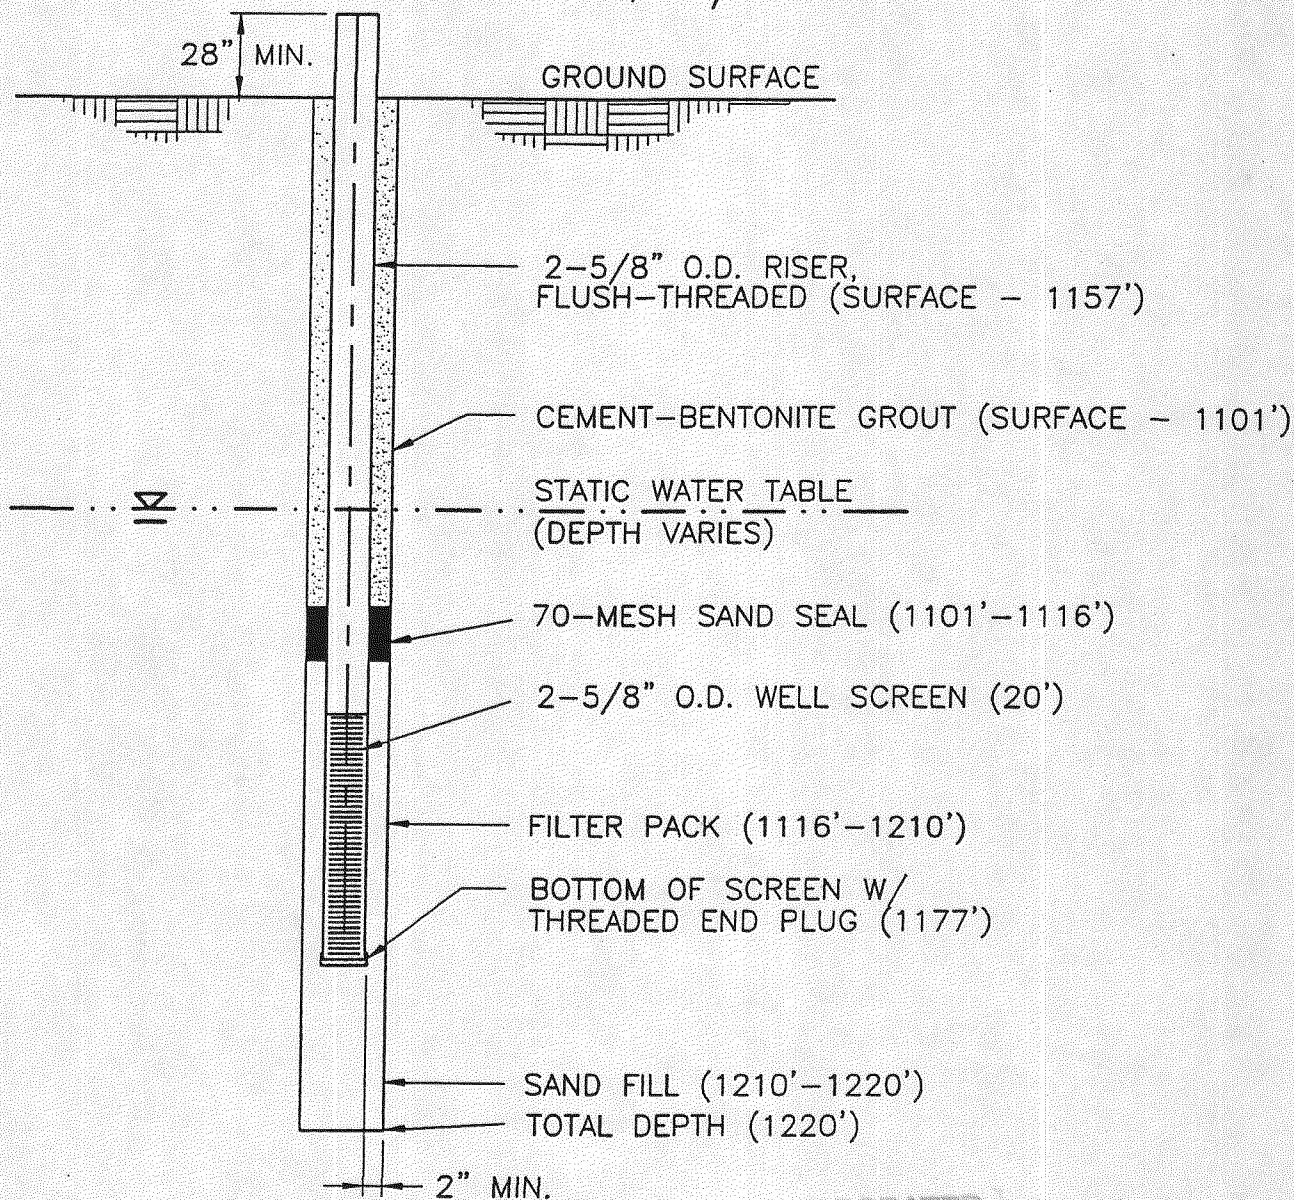 28" MIN.
GROUND SURFACE
2-5/8" O.D. RISER,
FLUSH-THREADED (SURFACE - 1157')
CEMENT-BENTONITE GROUT (SURFACE - 1101')
STATIC WATER TABLE
(DEPTH VARIES)
70-MESH SAND SEAL (1101'-1116')
2-5/8" O.D. WELL SCREEN (20')
FILTER PACK (1116'-1210')
BOTTOM OF SCREEN W/
THREADED END PLUG (1177')
SAND FILL (1210'-1220')
TOTAL DEPTH (1220')
2" MIN.